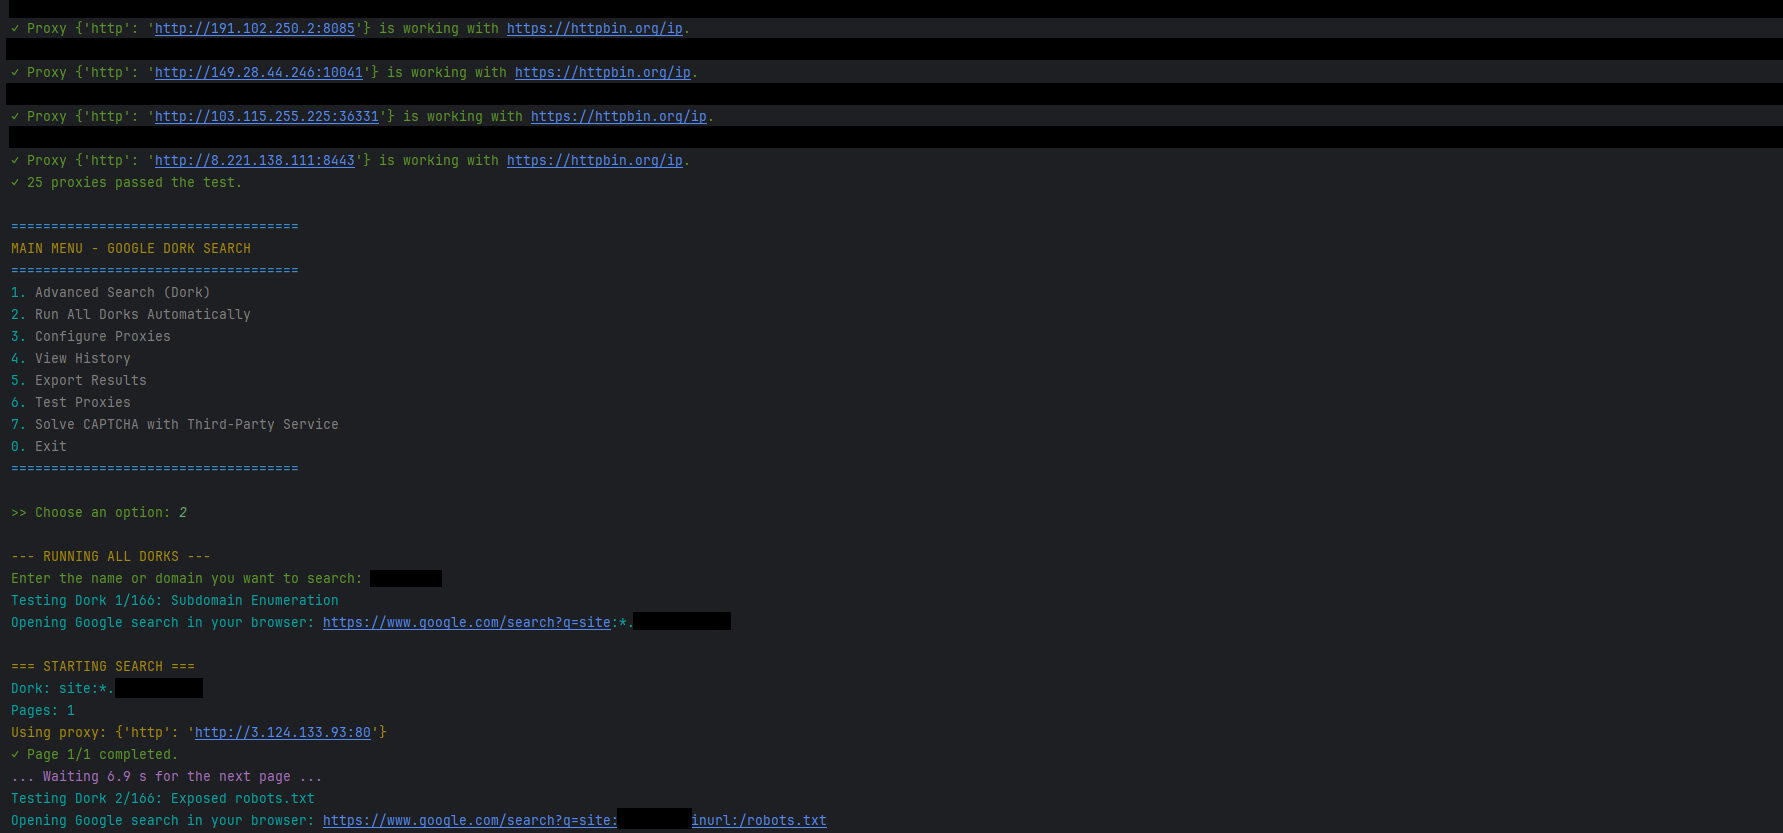 ✓ Proxy {'http': 'http://191.102.250.2:8085'} is working with https://httpbin.org/ip.
✓ Proxy {'http': 'http://149.28.44.246:10041'} is working with https://httpbin.org/ip.
✓ Proxy {'http': 'http://103.115.255.225:36331'} is working with https://httpbin.org/ip.
✓ Proxy {'http': 'http://8.221.138.111:8443'} is working with https://httpbin.org/ip.
✓ 25 proxies passed the test.
====================================
MAIN MENU - GOOGLE DORK SEARCH
====================================
1. Advanced Search (Dork)
2. Run All Dorks Automatically
3. Configure Proxies
4. View History
5. Export Results
6. Test Proxies
7. Solve CAPTCHA with Third-Party Service
0. Exit
====================================
>> Choose an option: 2
--- RUNNING ALL DORKS ---
Enter the name or domain you want to search:
Testing Dork 1/166: Subdomain Enumeration
Opening Google search in your browser: https://www.google.com/search?q=site:*.
=== STARTING SEARCH ===
Dork: site:*.
Pages: 1
Using proxy: {'http': 'http://3.124.133.93:80'}
✓ Page 1/1 completed.
... Waiting 6.9 s for the next page ...
Testing Dork 2/166: Exposed robots.txt
Opening Google search in your browser: https://www.google.com/search?q=site: inurl:/robots.txt